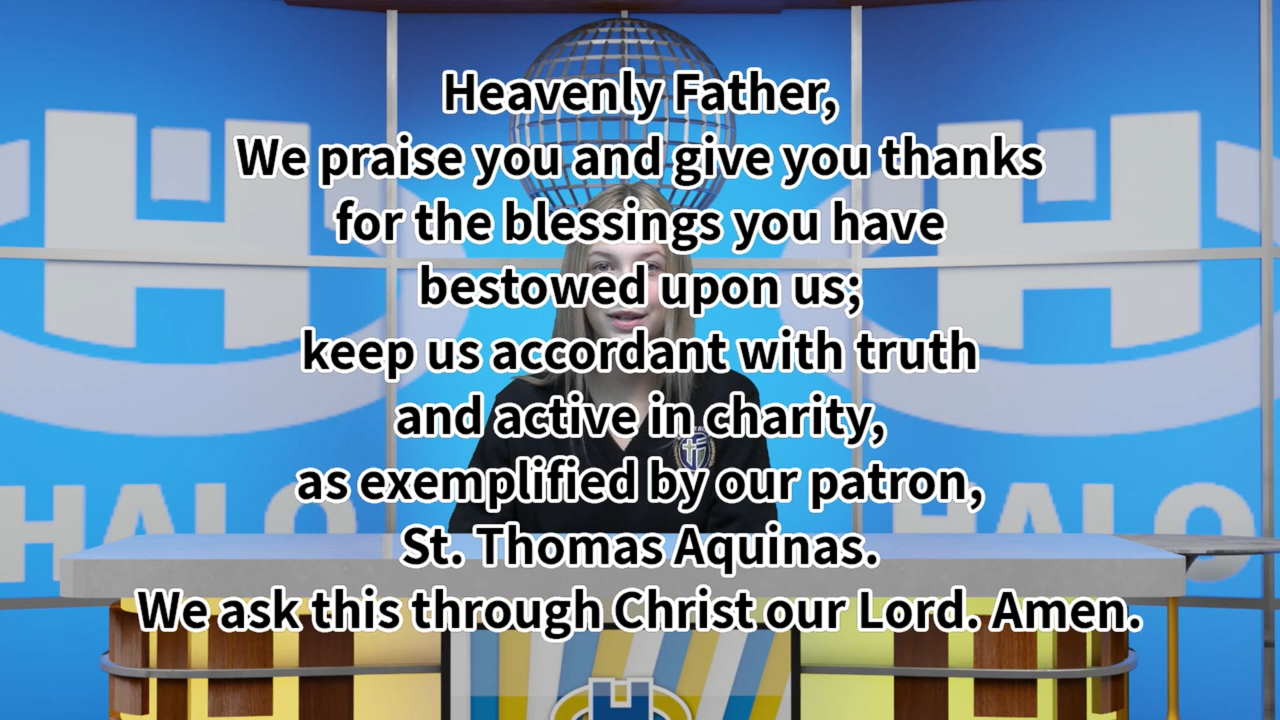 Heavenly Father,
We praise you and give you thanks
for the blessings you have
bestowed upon us;
keep us accordant with truth
and active in charity,
as exemplified by our patron,
St. Thomas Aquinas.
We ask this through Christ our Lord. Amen.
H
H
HALO
HALO